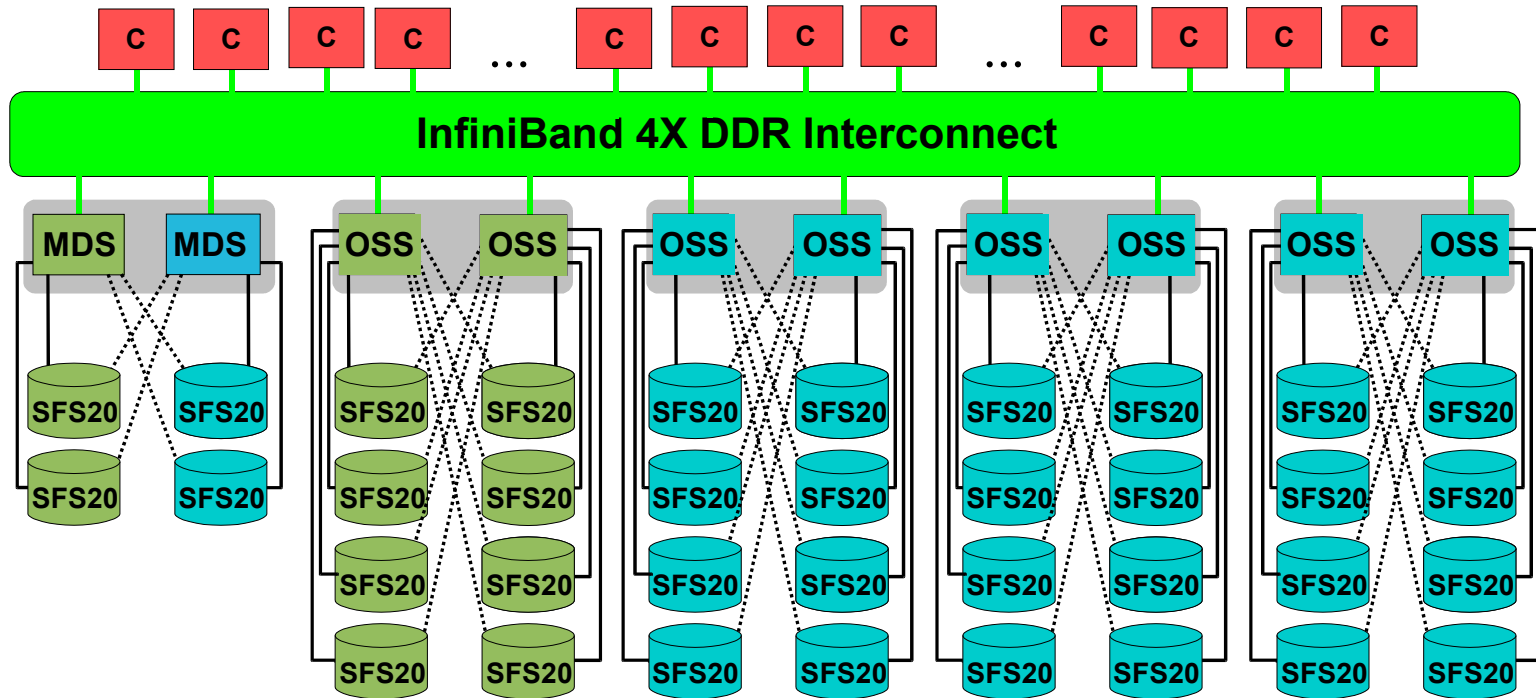 C C C C ... C C C C ... C C C C
InfiniBand 4X DDR Interconnect
MDS MDS OSS OSS OSS OSS OSS OSS OSS OSS
SFS20 SFS20 SFS20 SFS20 SFS20 SFS20 SFS20 SFS20 SFS20 SFS20
SFS20 SFS20 SFS20 SFS20 SFS20 SFS20 SFS20 SFS20 SFS20 SFS20
SFS20 SFS20 SFS20 SFS20 SFS20 SFS20 SFS20 SFS20
SFS20 SFS20 SFS20 SFS20 SFS20 SFS20 SFS20 SFS20